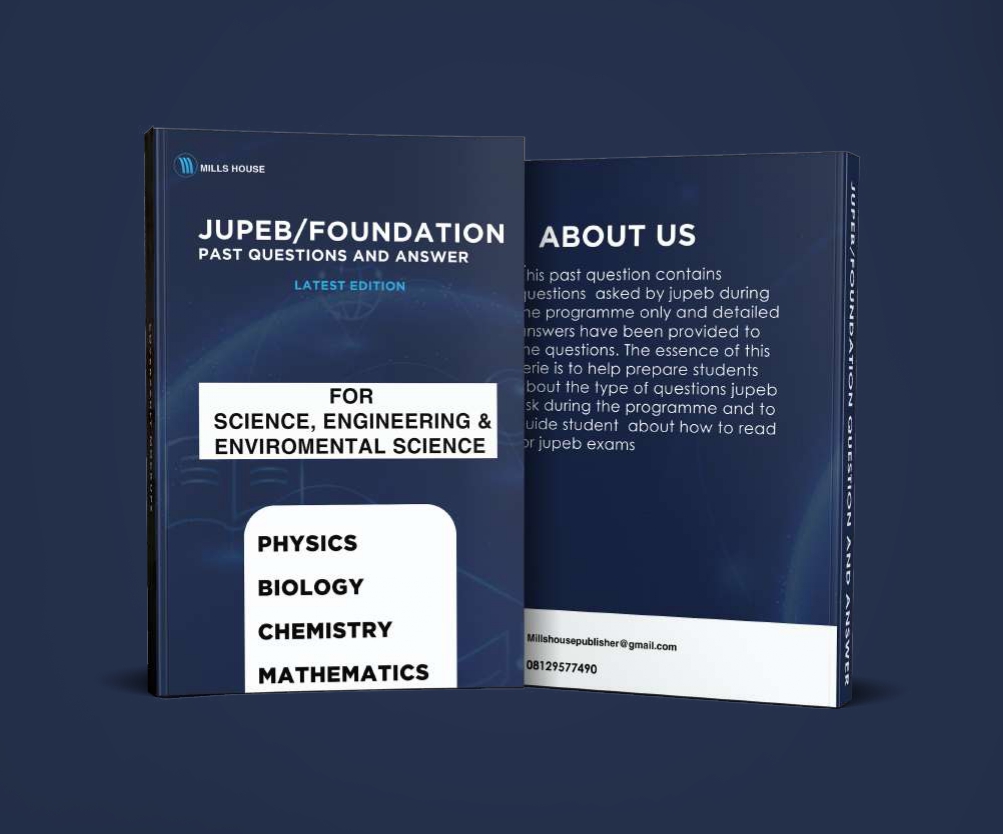 MILLS HOUSE
JUPEB/FOUNDATION
PAST QUESTIONS AND ANSWER
LATEST EDITION
FOR
SCIENCE, ENGINEERING &
ENVIROMENTAL SCIENCE
PHYSICS
BIOLOGY
CHEMISTRY
MATHEMATICS
ABOUT US
his past question contains
uestions asked by jupeb during
he programme only and detailed
nswers have been provided to
he questions. The essence of this
erie is to help prepare students
bout the type of questions jupeb
sk during the programme and to
uide student about how to read
or jupeb exams
Millshousepublisher@gmail.com
08129577490
JUPEB/FOUNDATION QUESTION AND ANSWER